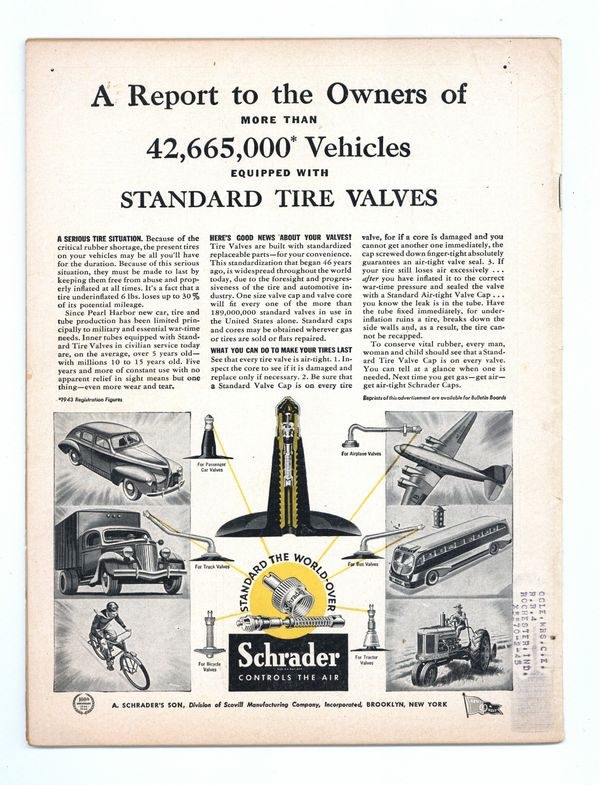 A Report to the Owners of
MORE THAN
42,665,000* Vehicles
EQUIPPED WITH
STANDARD TIRE VALVES
A SERIOUS TIRE SITUATION. Because of the
critical rubber shortage, the present tires
on your vehicles may be all you'll have
for the duration. Because of this serious
situation, they must be made to last by
keeping them free from abuse and prop-
erly inflated at all times. It's a fact that a
tire underinflated 6 lbs. loses up to 30%
of its potential mileage.
Since Pearl Harbor new car, tire and
tube production has been limited prin-
cipally to military and essential war-time
needs. Inner tubes equipped with Stand-
ard Tire Valves in civilian service today
are, on the average, over 5 years old—
with millions 10 to 15 years old. Five
years and more of constant use with no
apparent relief in sight means but one
thing—even more wear and tear.
*1943 Registration Figures
HERE'S GOOD NEWS ABOUT YOUR VALVES!
Tire Valves are built with standardized
replaceable parts—for your convenience.
This standardization that began 46 years
ago, is widespread throughout the world
today, due to the foresight and progres-
siveness of the tire and automotive in-
dustry. One size valve cap and valve core
will fit every one of the more than
189,000,000 standard valves in use in
the United States alone. Standard caps
and cores may be obtained wherever gas
or tires are sold or flats repaired.
WHAT YOU CAN DO TO MAKE YOUR TIRES LAST
See that every tire valve is air-tight. 1. In-
spect the core to see if it is damaged and
replace only if necessary. 2. Be sure that
a Standard Valve Cap is on every tire
valve, for if a core is damaged and you
cannot get another one immediately, the
cap screwed down finger-tight absolutely
guarantees an air-tight valve seal. 3. If
your tire still loses air excessively . . .
after you have inflated it to the correct
war-time pressure and sealed the valve
with a Standard Air-tight Valve Cap . . .
You know the leak is in the tube. Have
the tube fixed immediately, for under-
inflation ruins a tire, breaks down the
side walls and, as a result, the tire can-
not be recapped.
To conserve vital rubber, every man,
woman and child should see that a Stand-
ard Tire Valve Cap is on every valve.
You can tell at a glance when one is
needed. Next time you get gas—get air—
get air-tight Schrader Caps.
Reprints of this advertisement are available for Bulletin Boards
For Passenger
Car Valves
For Airplane Valves
For Truck Valves
For Bus Valves
STANDARD THE WORLD-OVER
For Bicycle
Valves
For Tractor
Valves
Schrader
CONTROLS THE AIR
OGLE, MRS, C, E,
R R 4
ROCHESTER, IND,
A. SCHRADER'S SON, Division of Scovill Manufacturing Company, Incorporated, BROOKLYN, NEW YORK